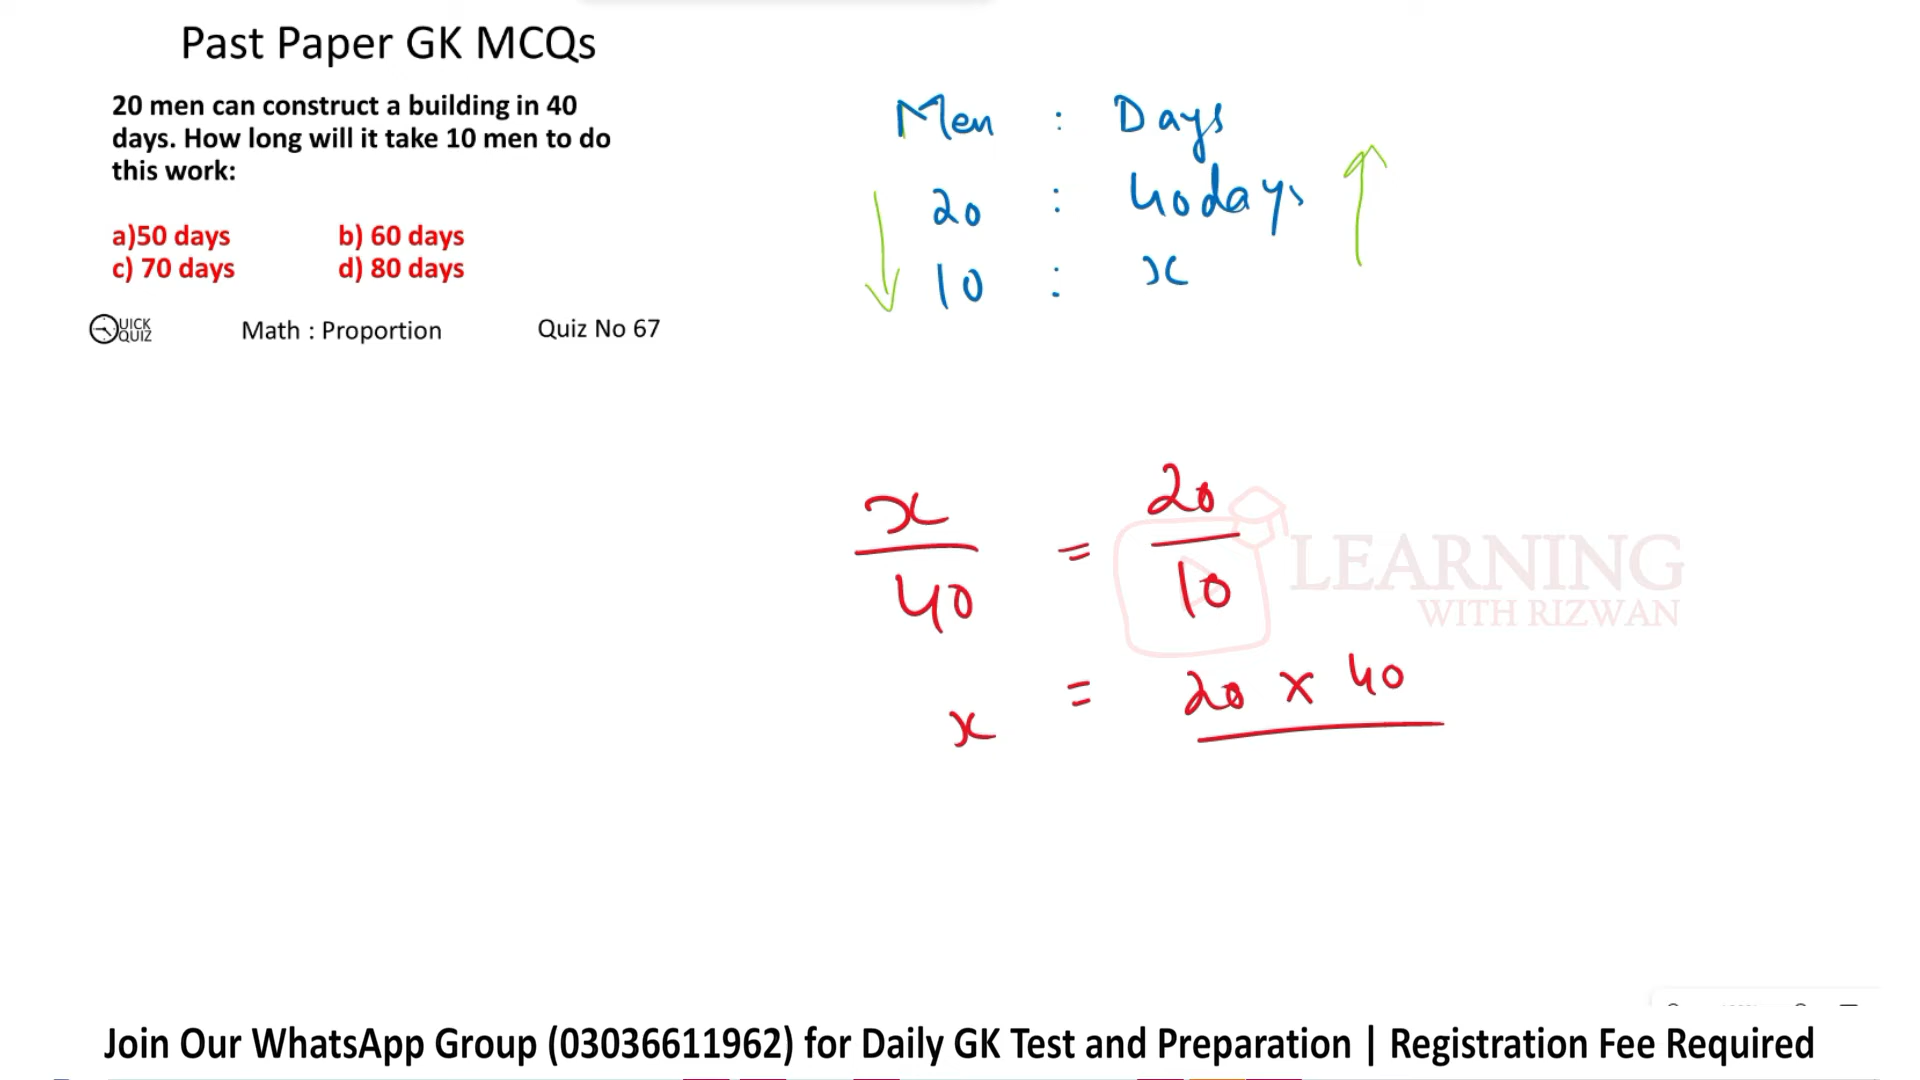 Past Paper GK MCQs
20 men can construct a building in 40
days. How long will it take 10 men to do
this work:
a)50 days b) 60 days
c) 70 days d) 80 days
QUICK QUIZ
Math : Proportion
Quiz No 67
Men : Days
20 : 40days
10 : x
x/40 = 20/10
x = 20 x 40
LEARNING
WITH RIZWAN
Join Our WhatsApp Group (03036611962) for Daily GK Test and Preparation | Registration Fee Required